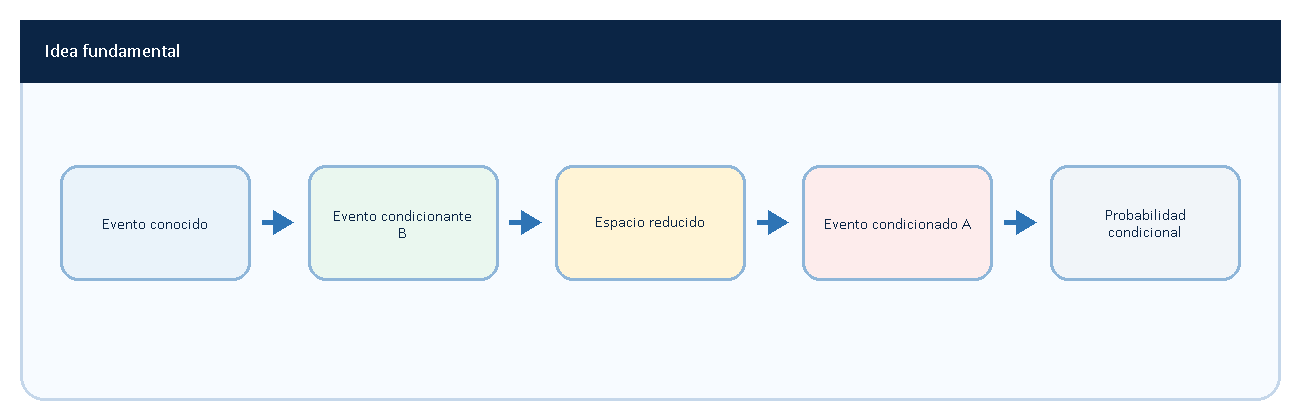 Idea fundamental
Evento conocido
Evento condicionante
B
Espacio reducido
Evento condicionado A
Probabilidad
condicional